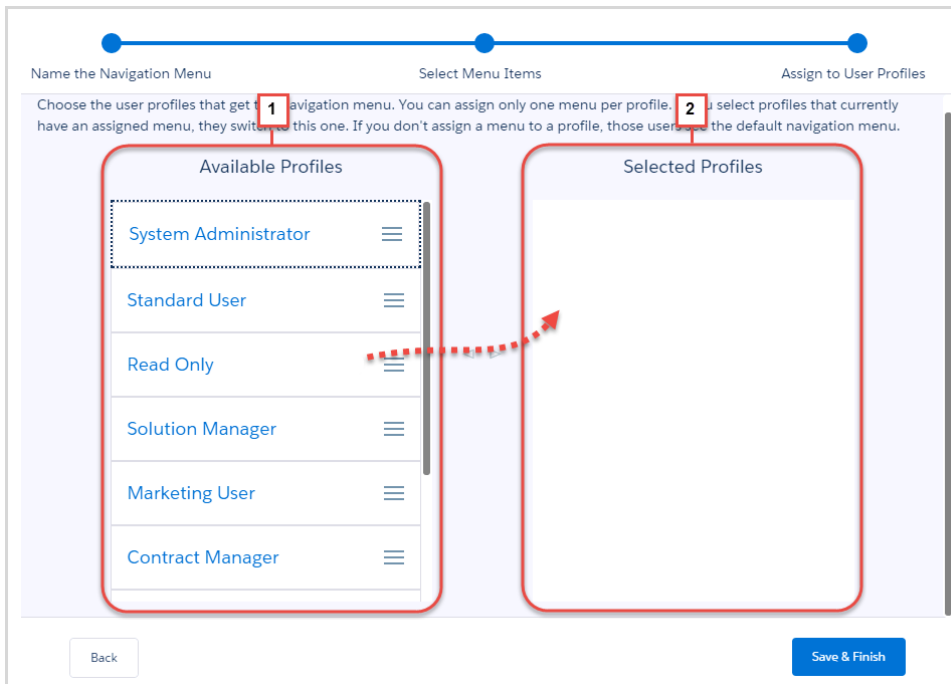 Name the Navigation Menu
Select Menu Items
Assign to User Profiles
Choose the user profiles that get avigation menu. You can assign only one menu per profile. u select profiles that currently
have an assigned menu, they switch to this one. If you don't assign a menu to a profile, those users see the default navigation menu.
1
2
Available Profiles
System Administrator
Standard User
Read Only
Solution Manager
Marketing User
Contract Manager
Selected Profiles
Back
Save & Finish